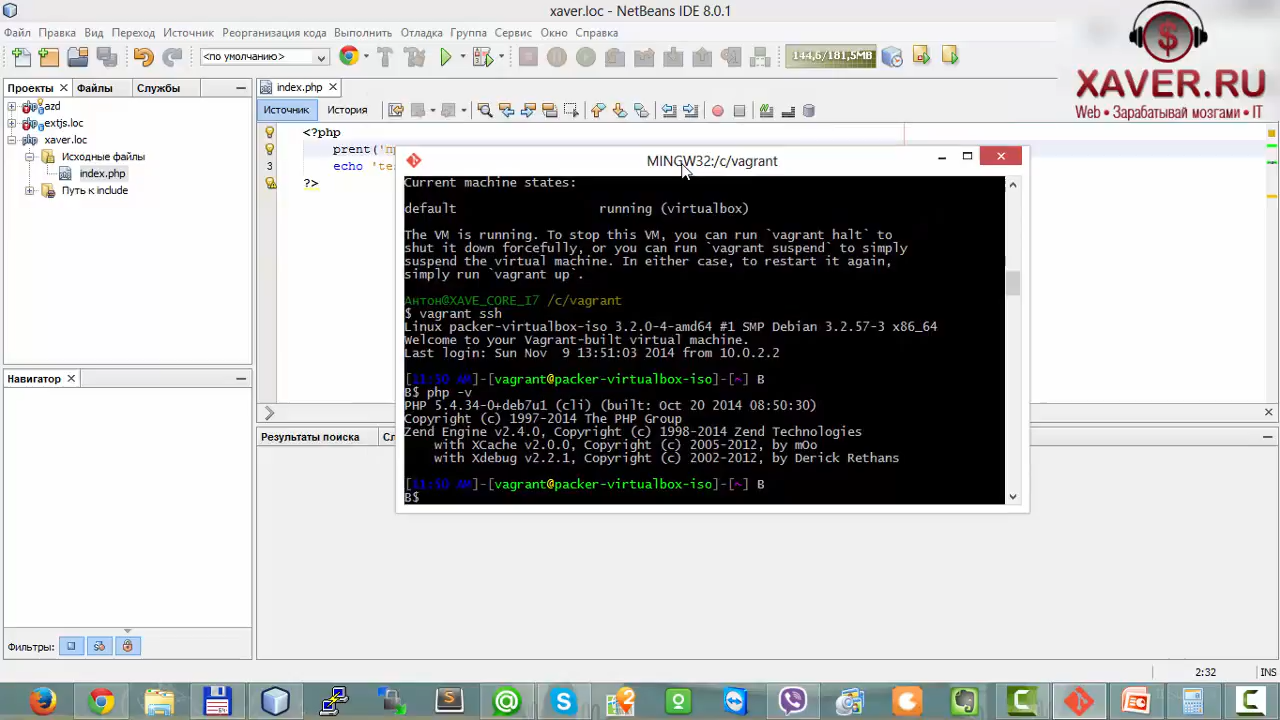 xaver.loc - NetBeans IDE 8.0.1
Файл Правка Вид Переход Источник Реорганизация кода Выполнить Отладка Группа Сервис Окно Справка
<по умолчанию>
144,6/181,5MB
XAVER.RU
Web • Зарабатывай мозгами • IT
Проекты Файлы Службы
index.php
Источник История
azd
extjs.loc
xaver.loc
Исходные файлы
index.php
Путь к include
<?php
prent('п
echo 'te
?>
MINGW32:/c/vagrant
Current machine states:
default running (virtualbox)
The VM is running. To stop this VM, you can run `vagrant halt` to
shut it down forcefully, or you can run `vagrant suspend` to simply
suspend the virtual machine. In either case, to restart it again,
simply run `vagrant up`.
Антон@XAVE_CORE_I7 /c/vagrant
$ vagrant ssh
Linux packer-virtualbox-iso 3.2.0-4-amd64 #1 SMP Debian 3.2.57-3 x86_64
Welcome to your Vagrant-built virtual machine.
Last login: Sun Nov 9 13:51:03 2014 from 10.0.2.2
[11:50 AM]-[vagrant@packer-virtualbox-iso]-[~] B
B$ php -v
PHP 5.4.34-0+deb7u1 (cli) (built: Oct 20 2014 08:50:30)
Copyright (c) 1997-2014 The PHP Group
Zend Engine v2.4.0, Copyright (c) 1998-2014 Zend Technologies
with XCache v2.0.0, Copyright (c) 2005-2012, by mOo
with Xdebug v2.2.1, Copyright (c) 2002-2012, by Derick Rethans
[11:50 AM]-[vagrant@packer-virtualbox-iso]-[~] B
B$
Навигатор
Результаты поиска
Фильтры:
2:32 INS